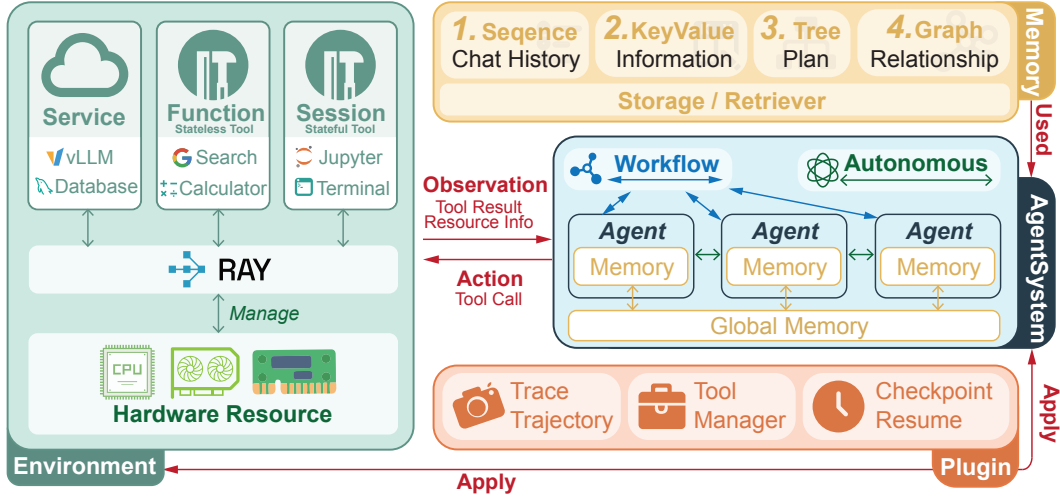 Service
vLLM
Database
Function
Stateless Tool
Search
Calculator
Session
Stateful Tool
Jupyter
Terminal
RAY
Manage
CPU
Hardware Resource
Environment
Observation
Tool Result
Resource Info
Action
Tool Call
1. Seqence
Chat History
2. KeyValue
Information
3. Tree
Plan
4. Graph
Relationship
Storage / Retriever
Memory
Used
Workflow
Autonomous
Agent
Memory
Agent
Memory
Agent
Memory
Global Memory
AgentSystem
Trace
Trajectory
Tool
Manager
Checkpoint
Resume
Plugin
Apply
Apply